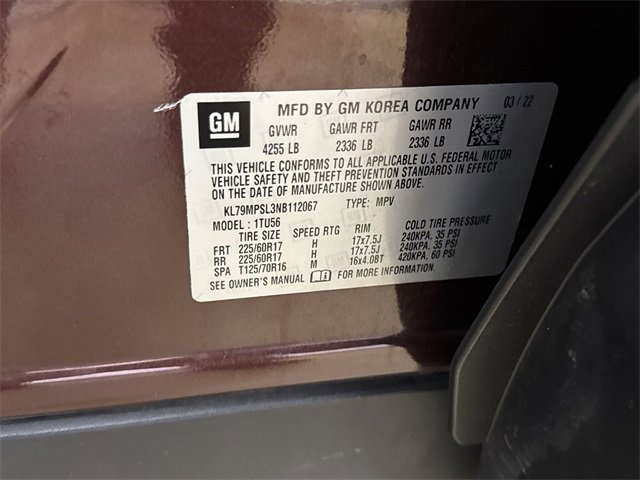 GM MFD BY GM KOREA COMPANY 03/22
GVWR GAWR FRT GAWR RR
4255 LB 2336 LB 2336 LB
THIS VEHICLE CONFORMS TO ALL APPLICABLE U.S. FEDERAL MOTOR
VEHICLE SAFETY AND THEFT PREVENTION STANDARDS IN EFFECT
ON THE DATE OF MANUFACTURE SHOWN ABOVE.
KL79MPSL3NB112067 TYPE: MPV
MODEL: 1TU56
TIRE SIZE SPEED RTG RIM COLD TIRE PRESSURE
FRT 225/60R17 H 17x7.5J 240KPA, 35 PSI
RR 225/60R17 H 17x7.5J 240KPA, 35 PSI
SPA T125/70R16 M 16x4.0BT 420KPA, 60 PSI
SEE OWNER'S MANUAL FOR MORE INFORMATION.